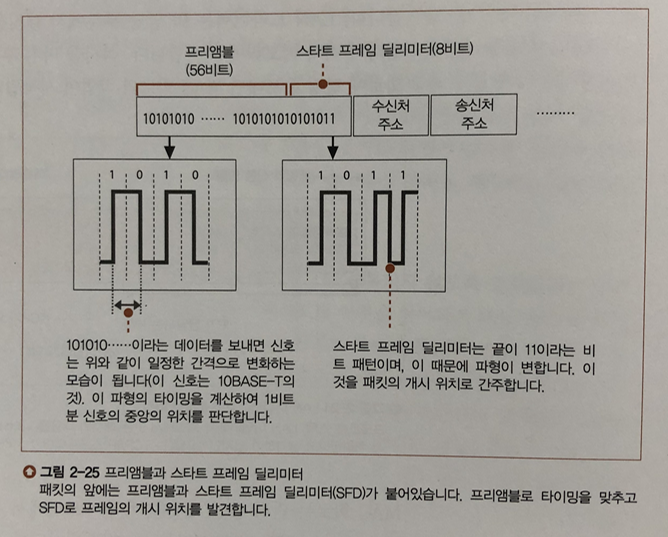 프리앰블
(56비트)
스타트 프레임 딜리미터(8비트)
10101010 ······ 1010101010101011
수신처
주소
송신처
주소
·········
1 0 1 0
1 0 1 1
101010······이라는 데이터를 보내면 신호
는 위와 같이 일정한 간격으로 변화하는
모습이 됩니다(이 신호는 10BASE-T의
것). 이 파형의 타이밍을 계산하여 1비트
분 신호의 중앙의 위치를 판단합니다.
스타트 프레임 딜리미터는 끝이 11이라는 비
트 패턴이며, 이 때문에 파형이 변합니다. 이
것을 패킷의 개시 위치로 간주합니다.
그림 2-25 프리앰블과 스타트 프레임 딜리미터
패킷의 앞에는 프리앰블과 스타트 프레임 딜리미터(SFD)가 붙어있습니다. 프리앰블로 타이밍을 맞추고
SFD로 프레임의 개시 위치를 발견합니다.